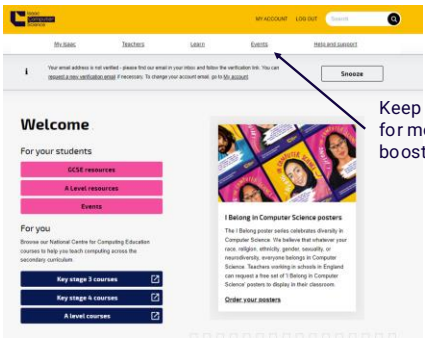 Isaac
Computer
Science
MY ACCOUNT LOG OUT Search
My Isaac Teachers Learn Events Help and support
Your email address is not verified - please find our email in your inbox and follow the verification link. You can
request a new verification email if necessary. To change your account email, go to My account.
Snooze
Keep
for m
boost
Welcome
For your students
GCSE resources
A Level resources
Events
For you
Browse our National Centre for Computing Education
courses to help you teach computing across the
secondary curriculum.
Key stage 3 courses
Key stage 4 courses
A level courses
I Belong in Computer Science posters
The I Belong poster series celebrates diversity in
Computer Science. We believe that whatever your
race, religion, ethnicity, gender, sexuality, or
neurodiversity, everyone belongs in Computer
Science. Teachers working in schools in England
can request a free set of 'I Belong in Computer
Science' posters to display in their classroom.
Order your posters